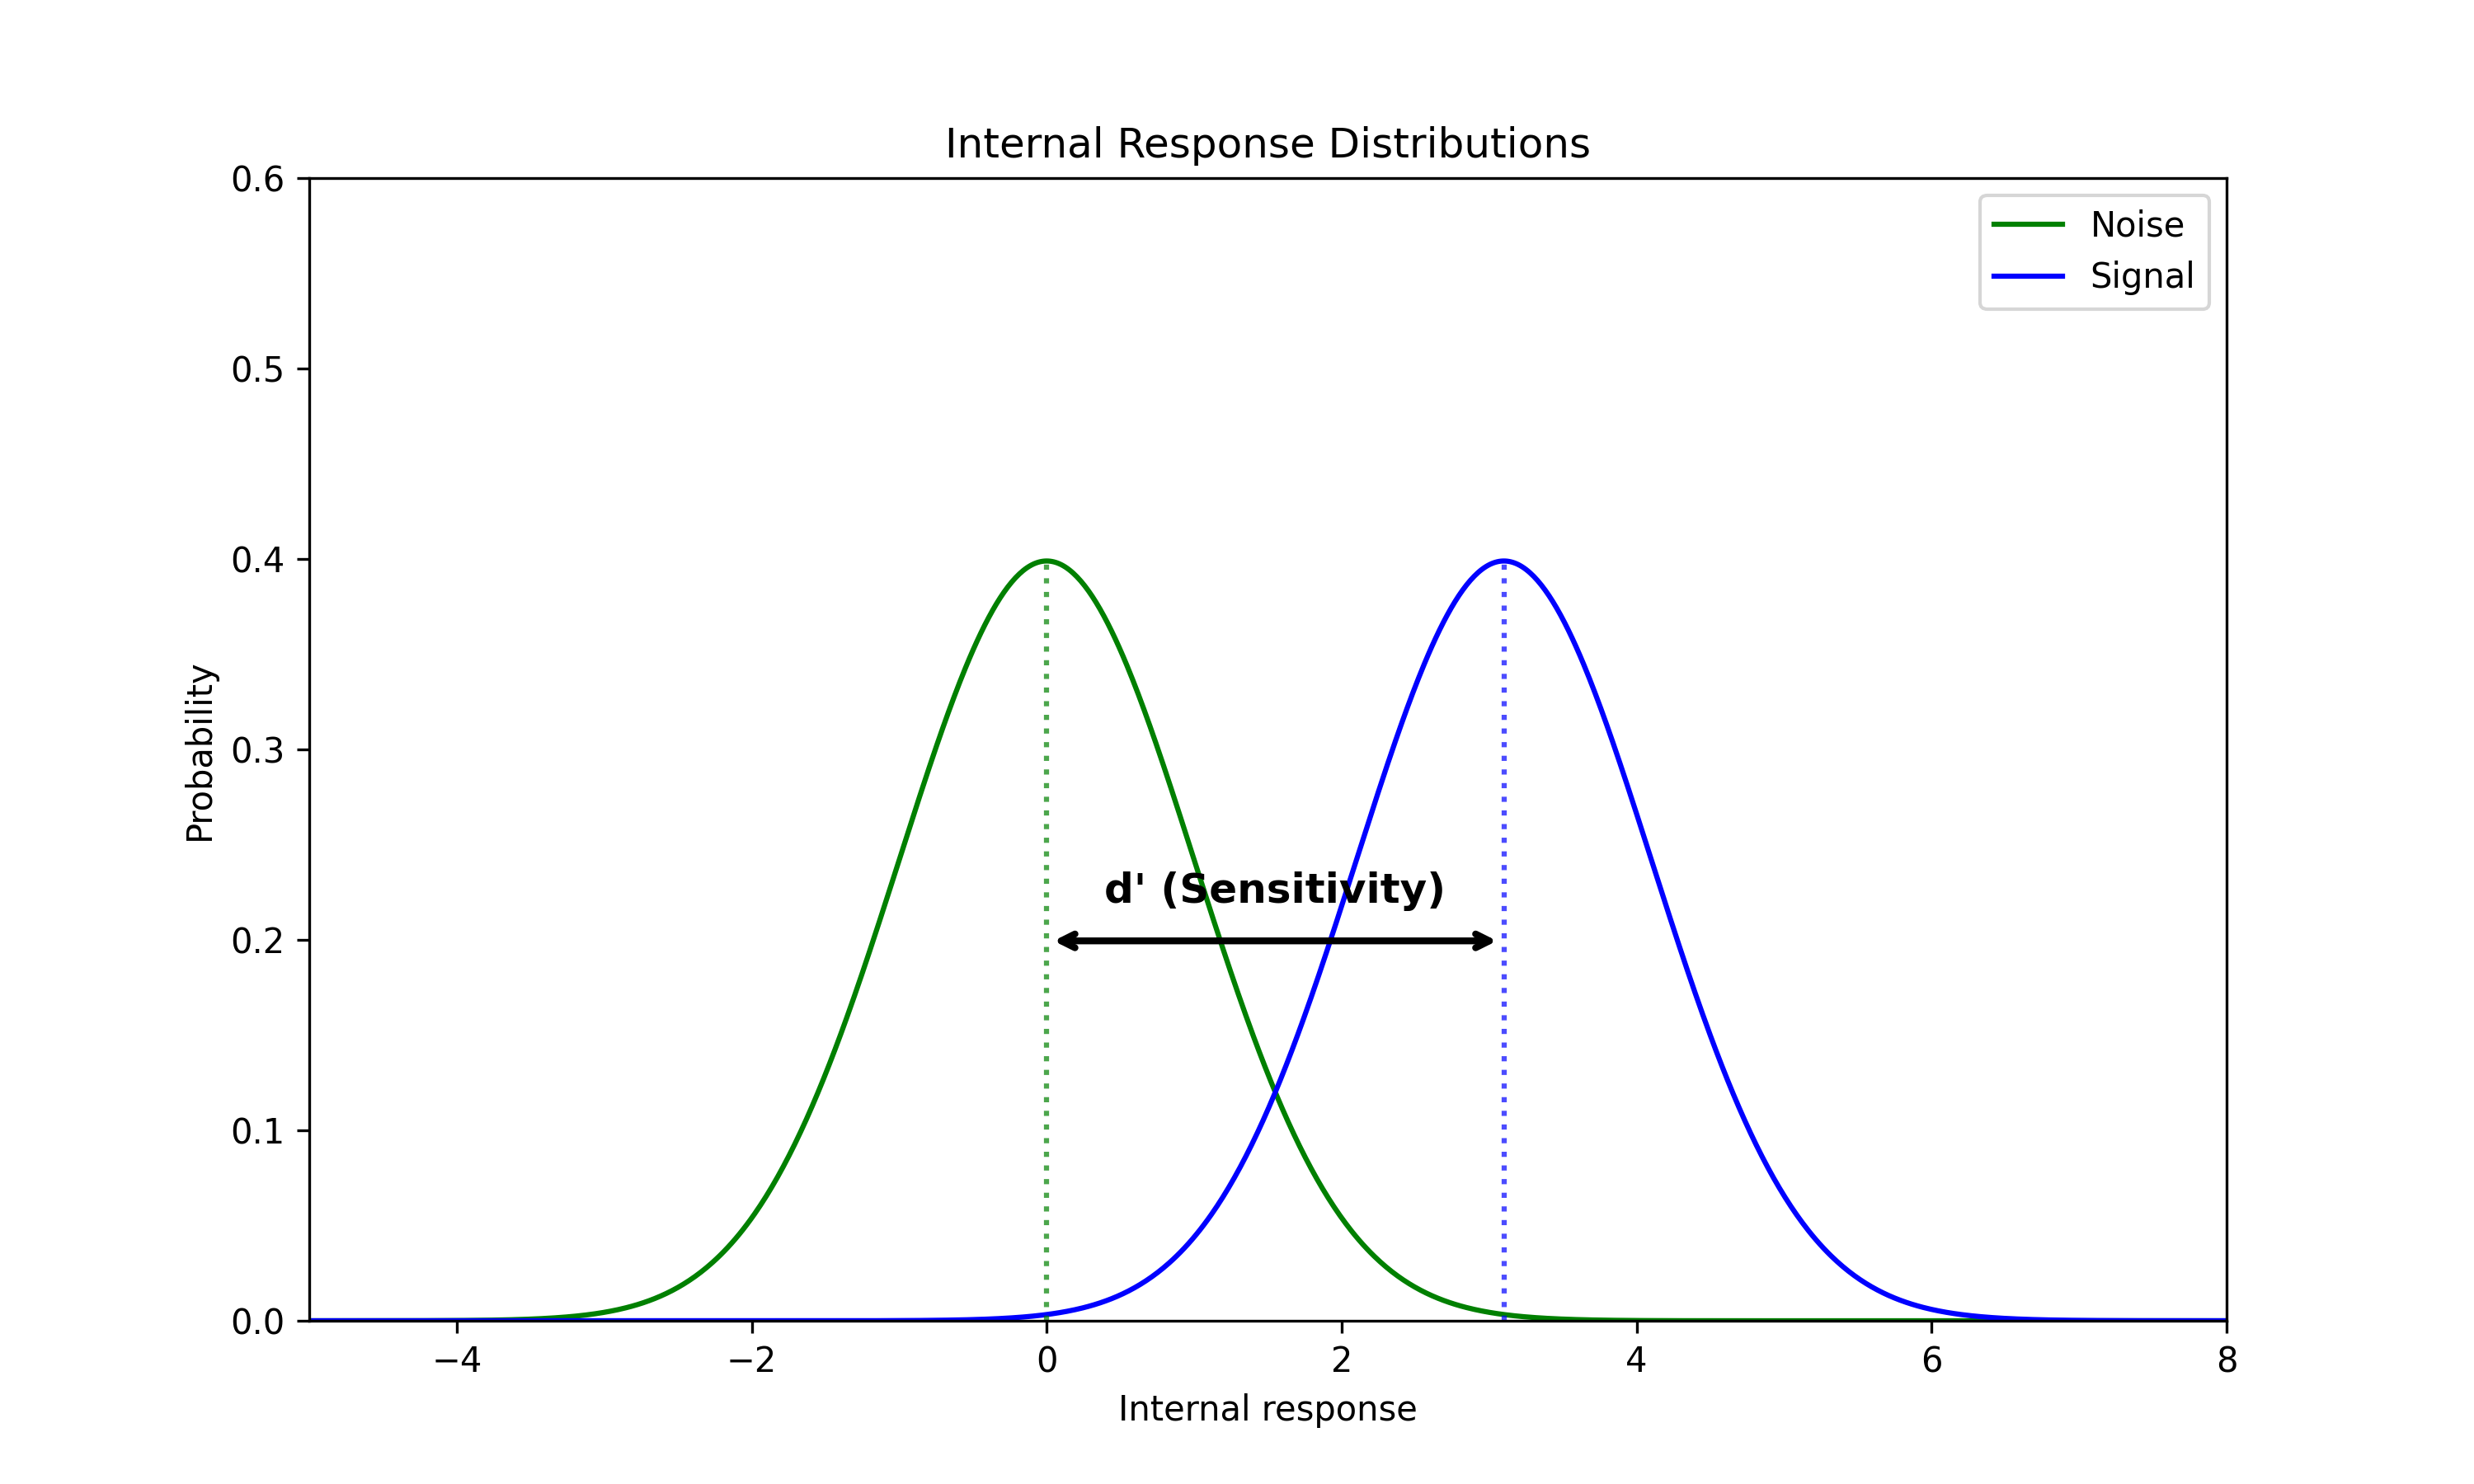 Internal Response Distributions
0.6
0.5
0.4
0.3
0.2
0.1
0.0
Probability
Noise
Signal
d' (Sensitivity)
−4 −2 0 2 4 6 8
Internal response